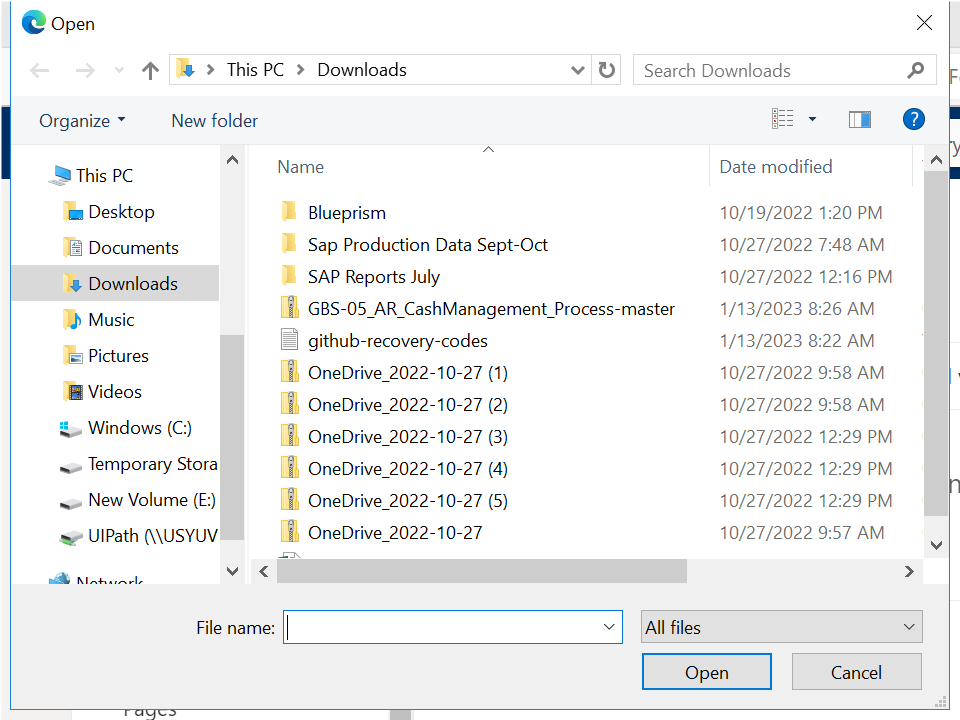 Open
This PC > Downloads
Search Downloads
Organize
New folder
?
Name
Date modified
This PC
Desktop
Documents
Downloads
Music
Pictures
Videos
Windows (C:)
Temporary Stora
New Volume (E:)
UIPath (\\USYUV
Network
Blueprism 10/19/2022 1:20 PM
Sap Production Data Sept-Oct 10/27/2022 7:48 AM
SAP Reports July 10/27/2022 12:16 PM
GBS-05_AR_CashManagement_Process-master 1/13/2023 8:26 AM
github-recovery-codes 1/13/2023 8:22 AM
OneDrive_2022-10-27 (1) 10/27/2022 9:58 AM
OneDrive_2022-10-27 (2) 10/27/2022 9:58 AM
OneDrive_2022-10-27 (3) 10/27/2022 12:29 PM
OneDrive_2022-10-27 (4) 10/27/2022 12:29 PM
OneDrive_2022-10-27 (5) 10/27/2022 12:29 PM
OneDrive_2022-10-27 10/27/2022 9:57 AM
File name:
All files
Open
Cancel
Pages